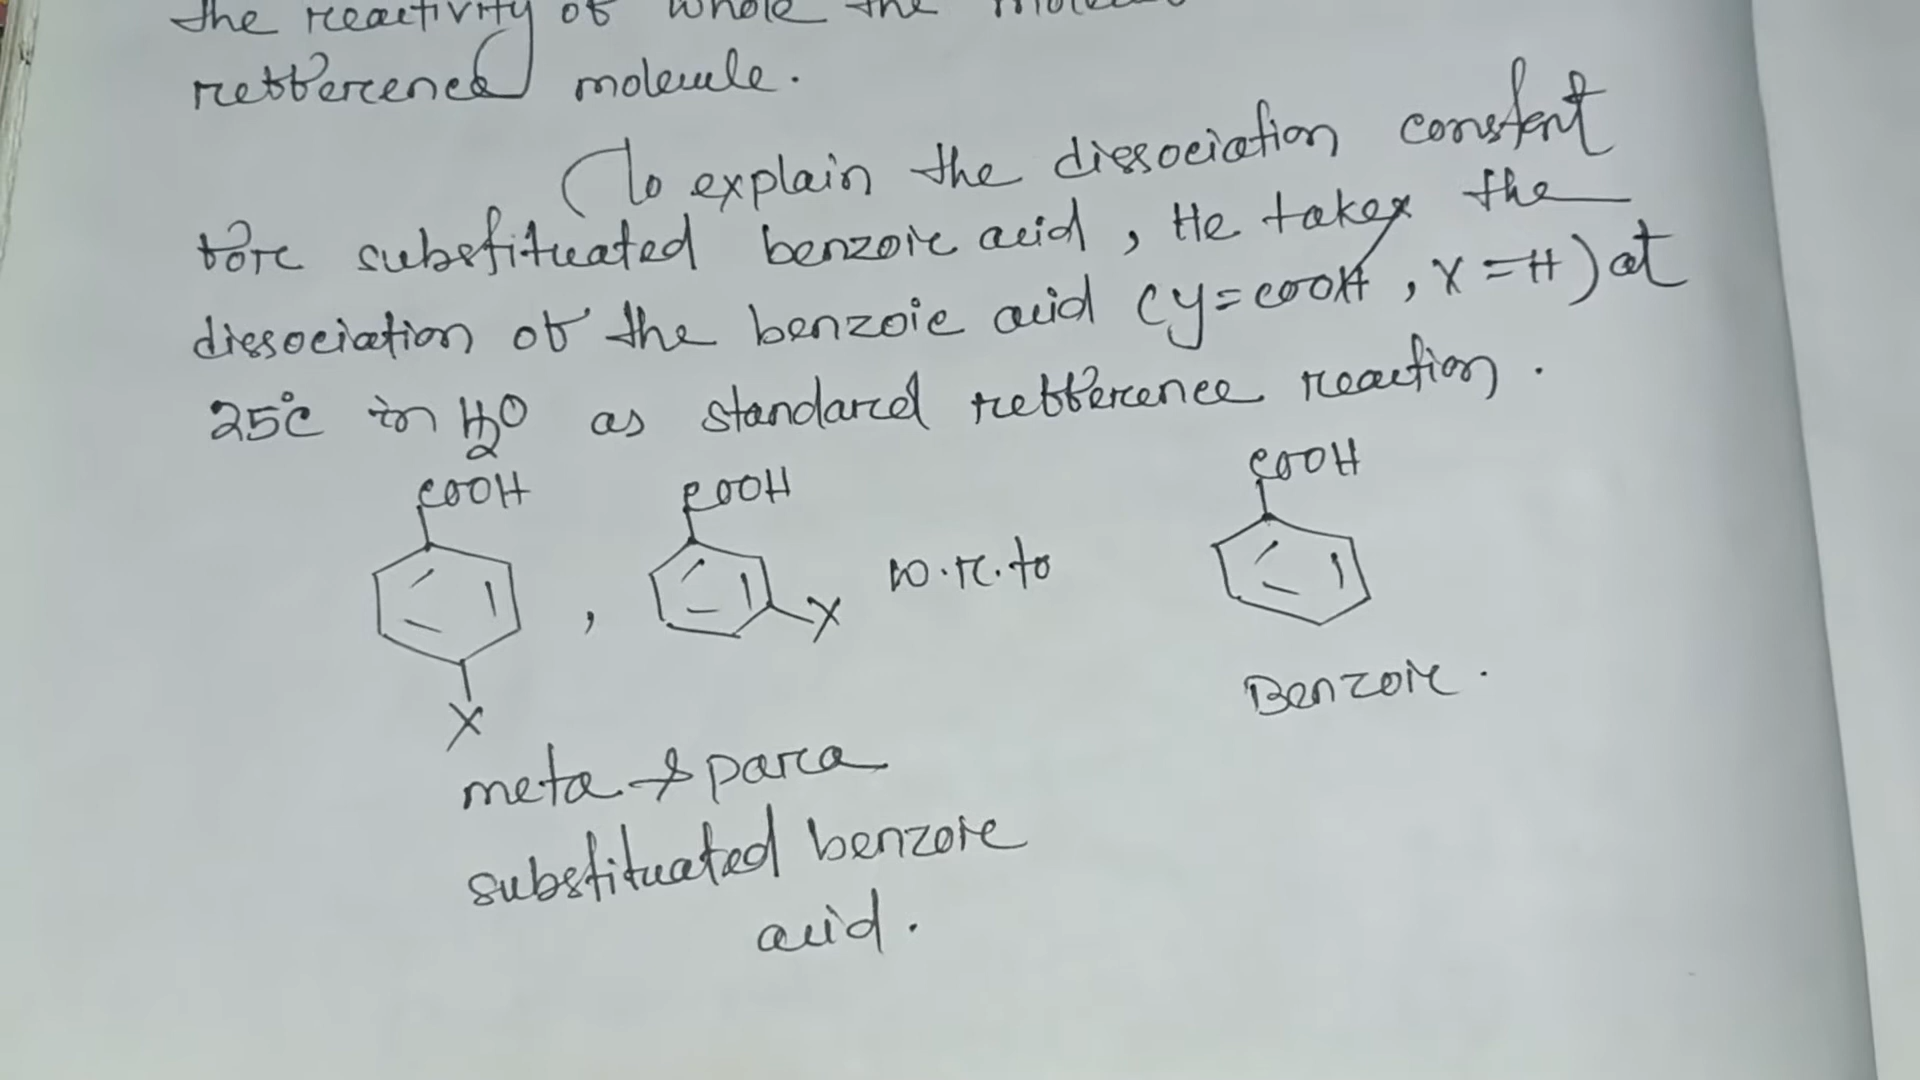 the reactivity of whole the
refference molecule.
To explain the dissociation constant
for substituated benzoic acid, He takes the
dissociation of the benzoic acid (y=COOH, X=H) at
25°C in H2O as standard refference reaction.
COOH COOH COOH
, X w.r.to
X Benzoic.
meta & para
substituated benzoic
acid.